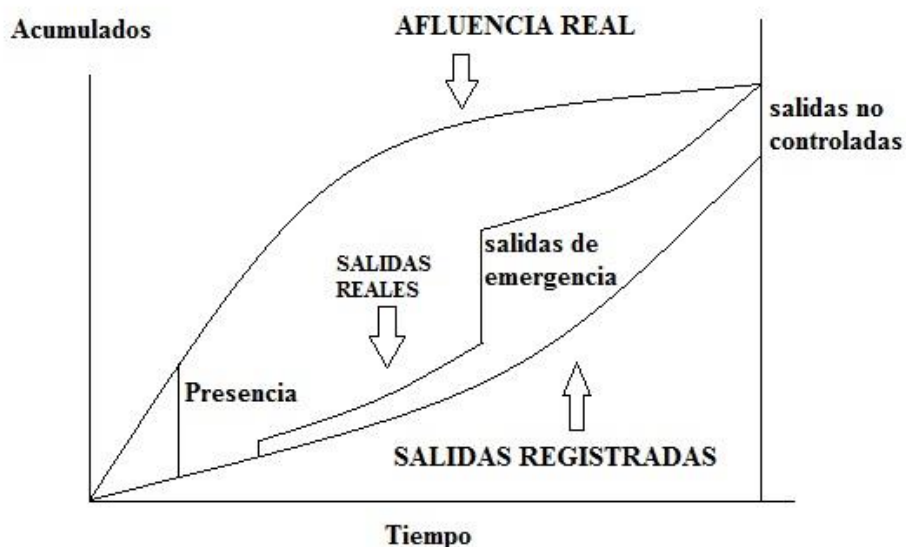 Acumulados
AFLUENCIA REAL
salidas no
controladas
salidas de
emergencia
SALIDAS
REALES
Presencia
SALIDAS REGISTRADAS
Tiempo